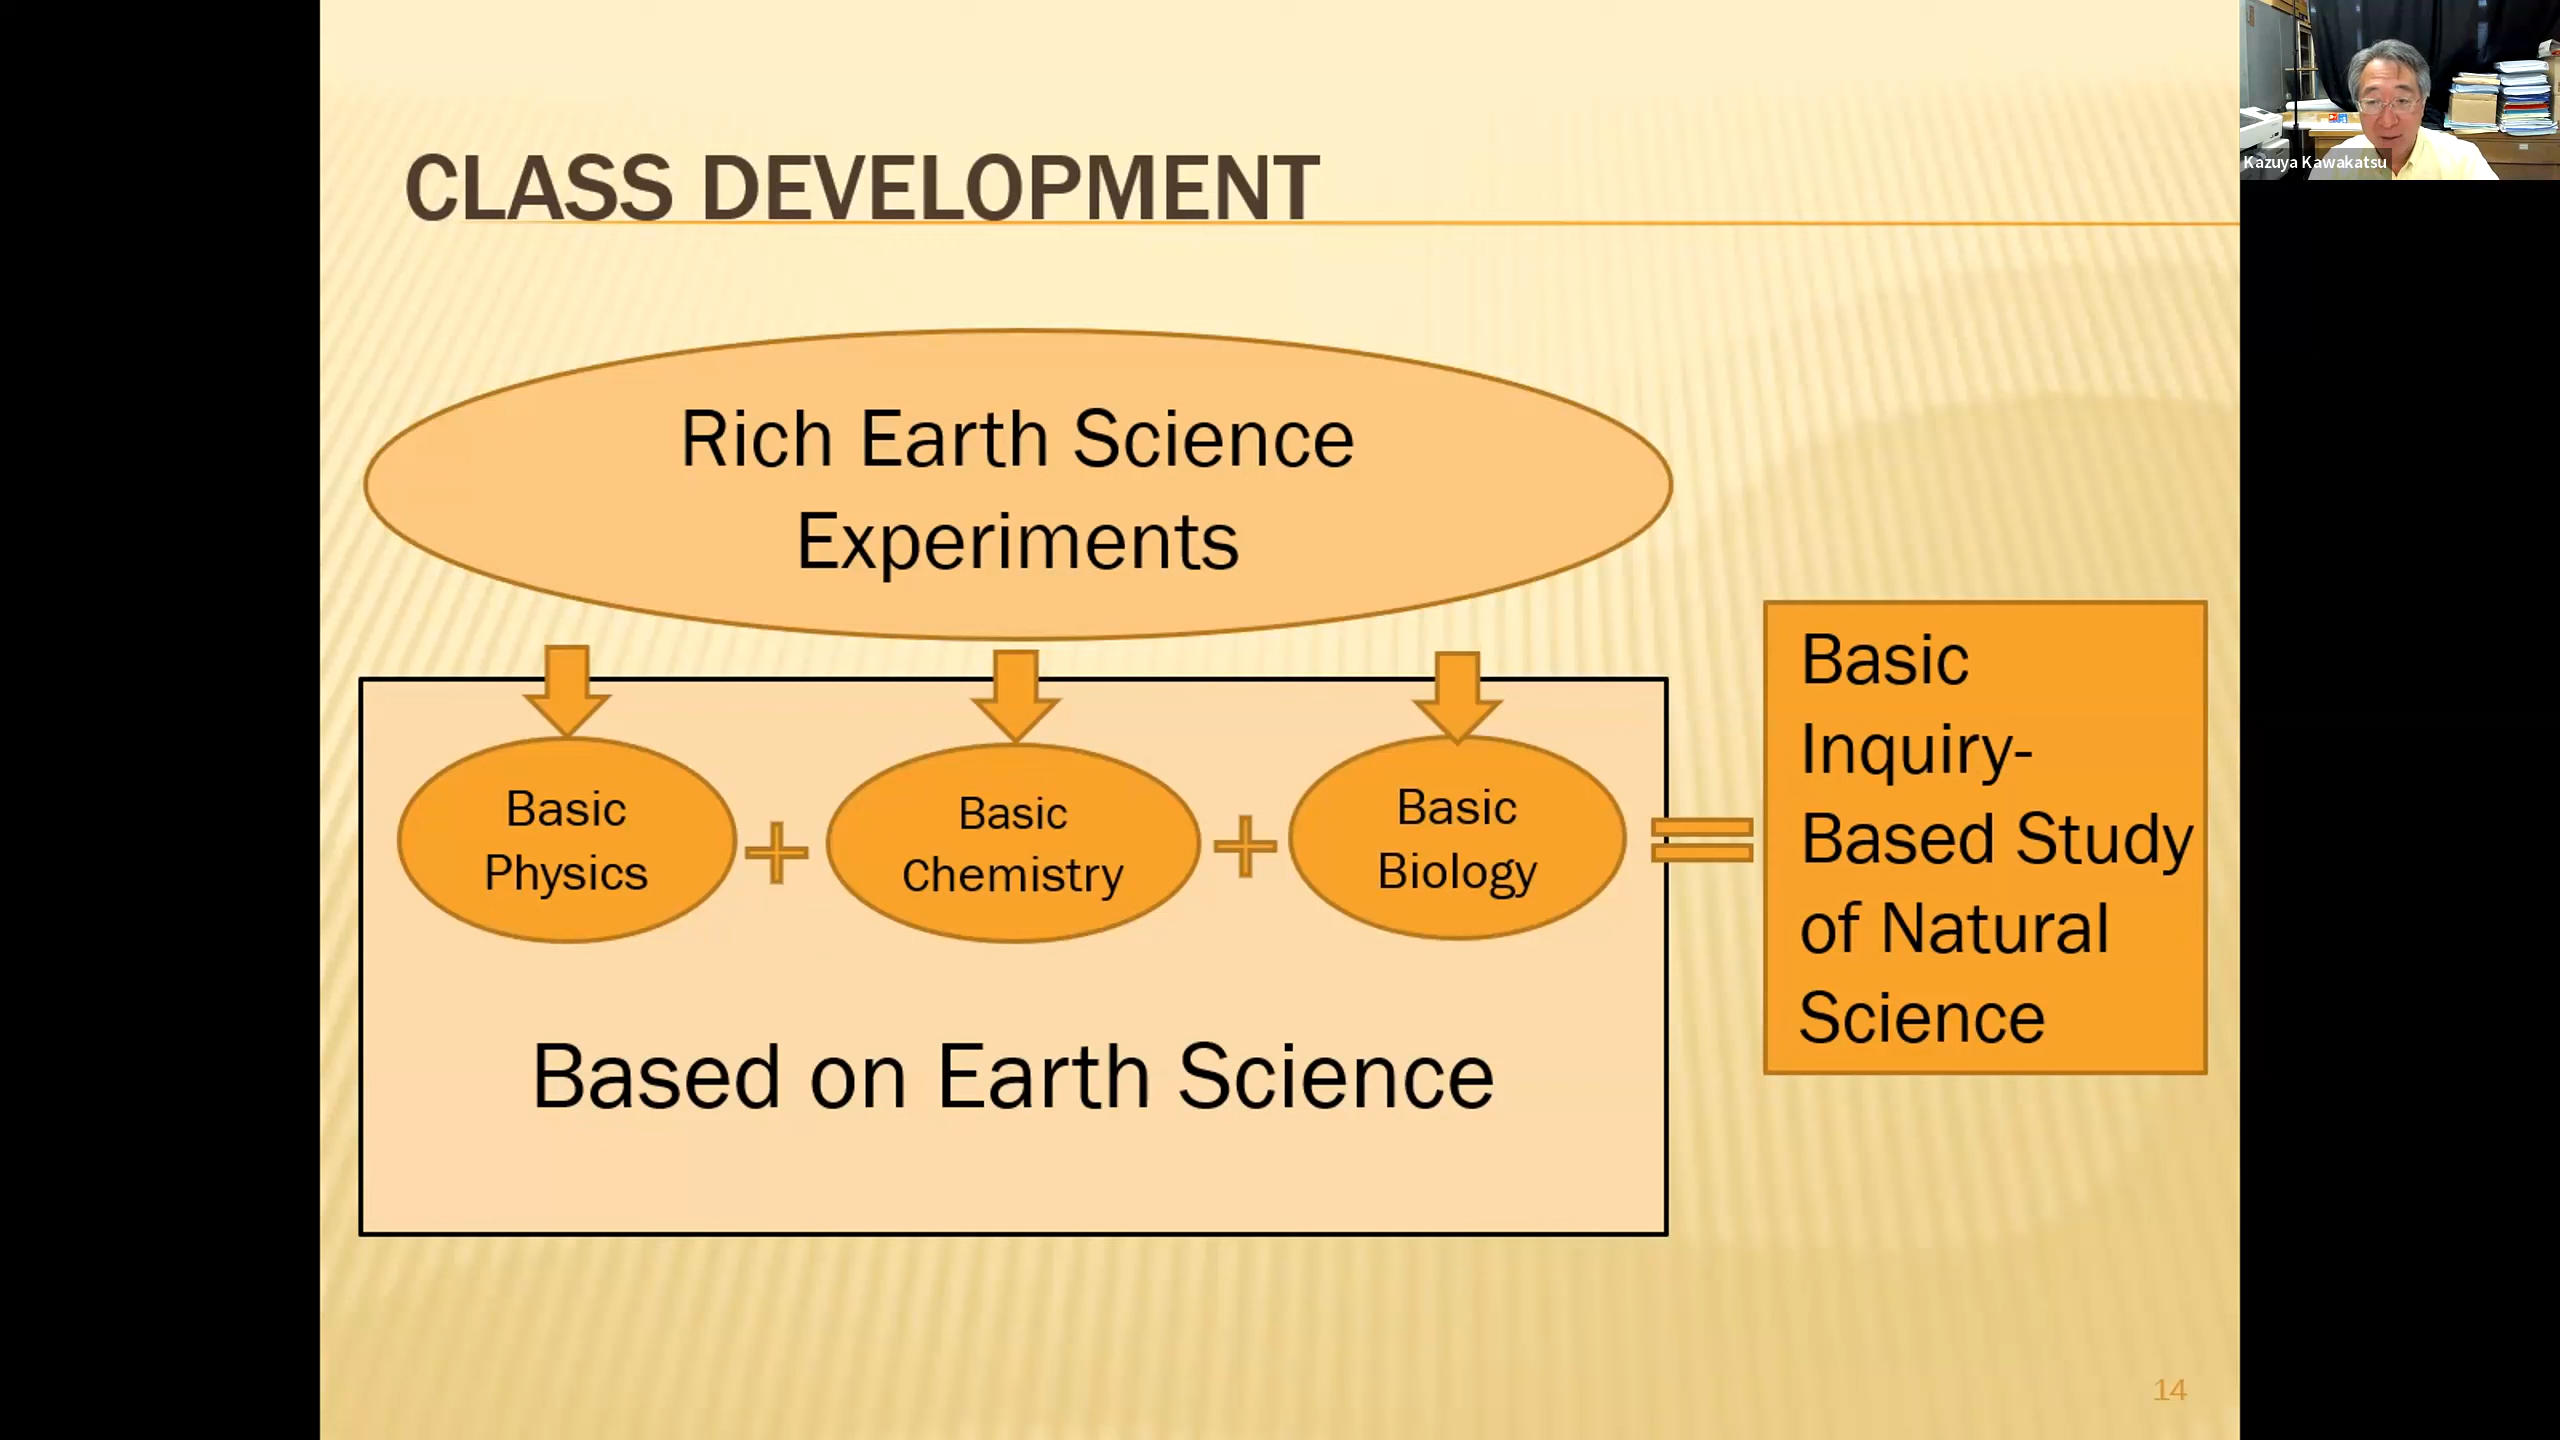 CLASS DEVELOPMENT
Rich Earth Science
Experiments
Basic
Physics
+
Basic
Chemistry
+
Basic
Biology
=
Based on Earth Science
Basic
Inquiry-
Based Study
of Natural
Science
14
Kazuya Kawakatsu